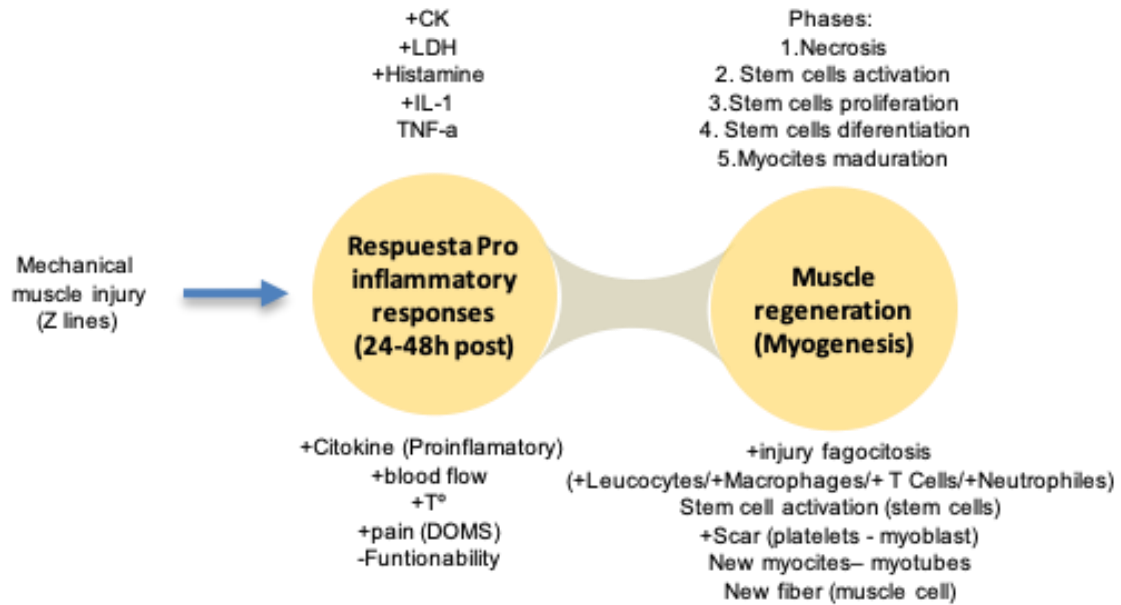 Mechanical
muscle injury
(Z lines)
+CK
+LDH
+Histamine
+IL-1
TNF-a
Respuesta Pro
inflammatory
responses
(24-48h post)
+Citokine (Proinflamatory)
+blood flow
+Tº
+pain (DOMS)
-Funtionability
Phases:
1.Necrosis
2. Stem cells activation
3.Stem cells proliferation
4. Stem cells diferentiation
5.Myocites maduration
Muscle
regeneration
(Myogenesis)
+injury fagocitosis
(+Leucocytes/+Macrophages/+ T Cells/+Neutrophiles)
Stem cell activation (stem cells)
+Scar (platelets - myoblast)
New myocites– myotubes
New fiber (muscle cell)